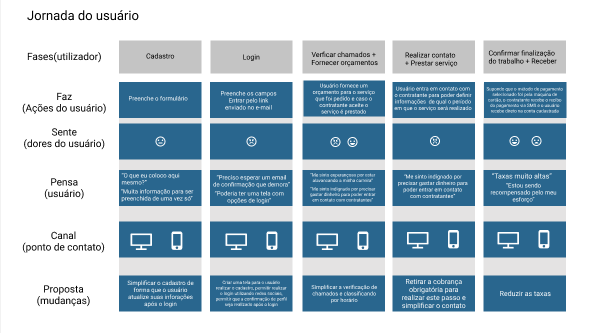 Jornada do usuário
Fases(utilizador)
Cadastro
Login
Verficar chamados +
Fornecer orçamentos
Realizar contato
+ Prestar serviço
Confirmar finalização
do trabalho + Receber
Faz
(Ações do usuário)
Preenche o formulário
Preenche os campos
Entrar pelo link
enviado no e-mail
Usuário fornece um
orçamento para o serviço
que foi pedido e caso o
contratante aceite o
serviço é prestado
Usuário entra em contato com
o contratante para definir
informações de qual o período
em que o serviço será realizado
Supondo que o método de pagamento
selecionado foi pela máquina de
cartão, o contratante recebe o recibo
do pagamento via SMS e o usuário
recebe direto na conta cadastrada
Sente
(dores do usuário)
Pensa
(usuário)
"O que eu coloco aqui
mesmo?"
"Muita informação para ser
preenchida de uma vez só"
"Preciso esperar um email
de confirmação que demora"
"Poderia ter uma tela com
opções de login"
"Me sinto esperançoso por estar
alavancando a minha carreira"
"Me sinto indignado por precisar
gastar dinheiro para poder entrar
em contato com contratantes"
"Me sinto indignado por
precisar gastar dinheiro para
poder entrar em contato com
contratantes"
"Taxas muito altas"
"Estou sendo
recompensado pelo meu
esforço"
Canal
(ponto de contato)
Proposta
(mudanças)
Simplificar o cadastro de
forma que o usuário
atualize suas inforações
após o login
Criar uma tela para o usuário
realizar o cadastro, permitir realizar
o login utilizando redes sociais,
permitir que a confirmação de perfil
seja realizada após o login
Simplificar a verificação de
chamados e classificando
por horário
Retirar a cobrança
obrigatória para
realizar este passo e
simplificar o contato
Reduzir as taxas